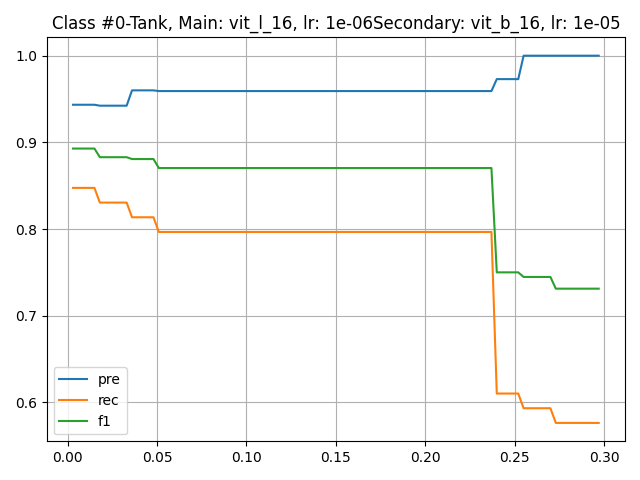 Class #0-Tank, Main: vit_l_16, lr: 1e-06Secondary: vit_b_16, lr: 1e-05
1.0
0.9
0.8
0.7
0.6
pre
rec
f1
0.00 0.05 0.10 0.15 0.20 0.25 0.30